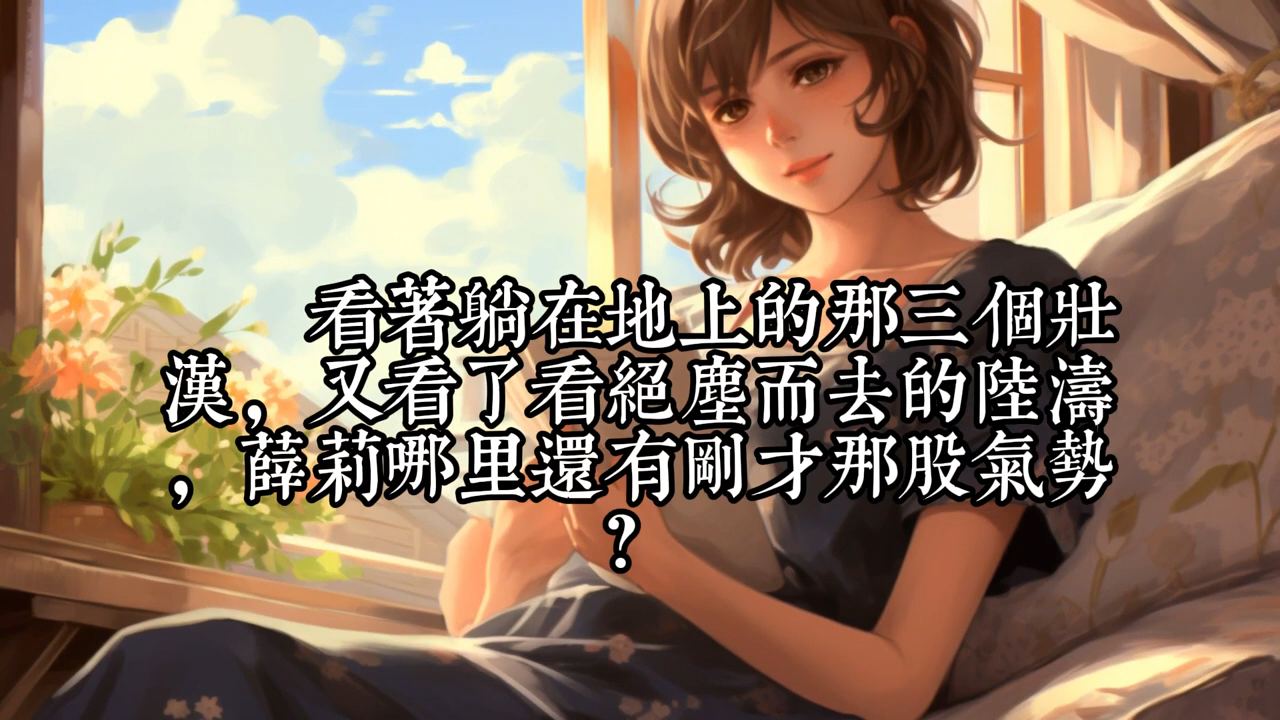 看著躺在地上的那三個壯
漢，又看了看絕塵而去的陸濤
，薛莉哪里還有剛才那股氣勢
？